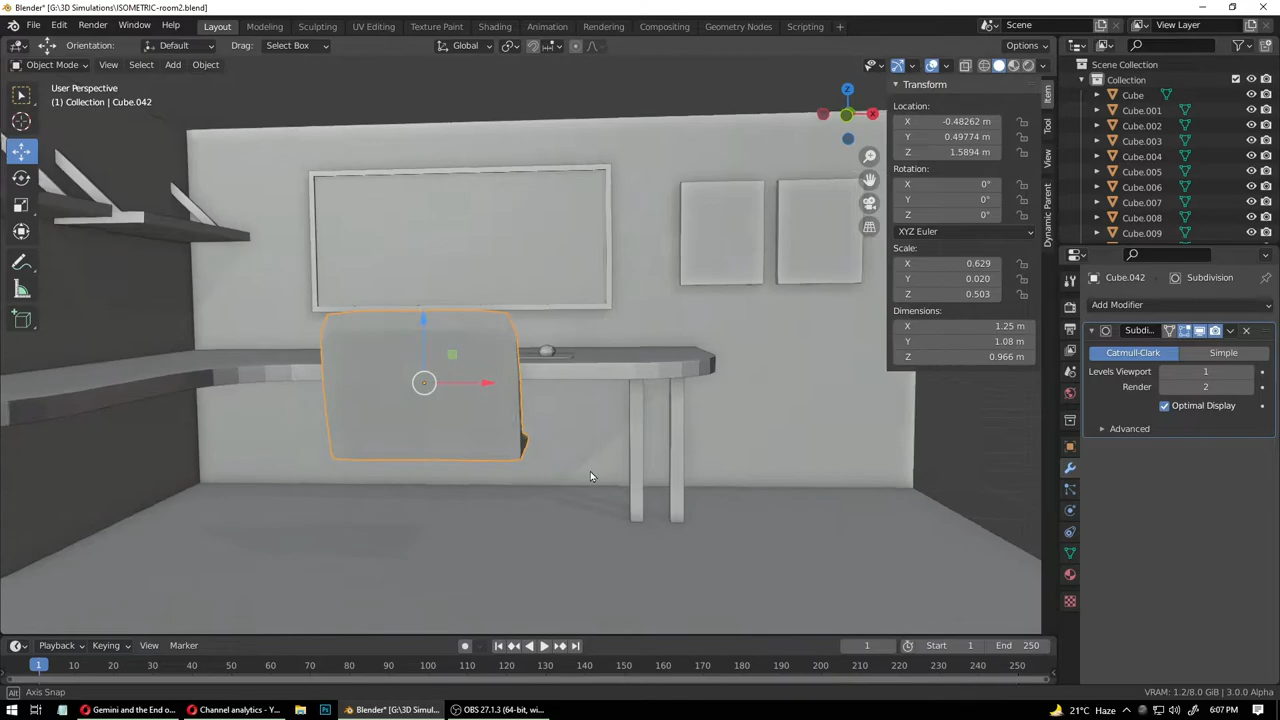 Blender* [G:\3D Simulations\ISOMETRIC-room2.blend]
File Edit Render Window Help Layout Modeling Sculpting UV Editing Texture Paint Shading Animation Rendering Compositing Geometry Nodes Scripting + Scene View Layer
Orientation: Default Drag: Select Box Global Options
Object Mode View Select Add Object
User Perspective
(1) Collection | Cube.042
Z
X
Transform
Location:
X -0.48262 m
Y 0.49774 m
Z 1.5894 m
Rotation:
X 0°
Y 0°
Z 0°
XYZ Euler
Scale:
X 0.629
Y 0.020
Z 0.503
Dimensions:
X 1.25 m
Y 1.08 m
Z 0.966 m
Item
Tool
View
Dynamic Parent
Scene Collection
Collection
Cube
Cube.001
Cube.002
Cube.003
Cube.004
Cube.005
Cube.006
Cube.007
Cube.008
Cube.009
Cube.042 Subdivision
Add Modifier
Subdi...
Catmull-Clark Simple
Levels Viewport 1
Render 2
Optimal Display
Advanced
Playback Keying View Marker 1 Start 1 End 250
1 10 20 30 40 50 60 70 80 90 100 110 120 130 140 150 160 170 180 190 200 210 220 230 240 250
Alt Axis Snap VRAM: 1.2/8.0 GiB | 3.0.0 Alpha
Gemini and the End o... Channel analytics - Y... Blender* [G:\3D Simul... OBS 27.1.3 (64-bit, wi... 21°C Haze 6:07 PM